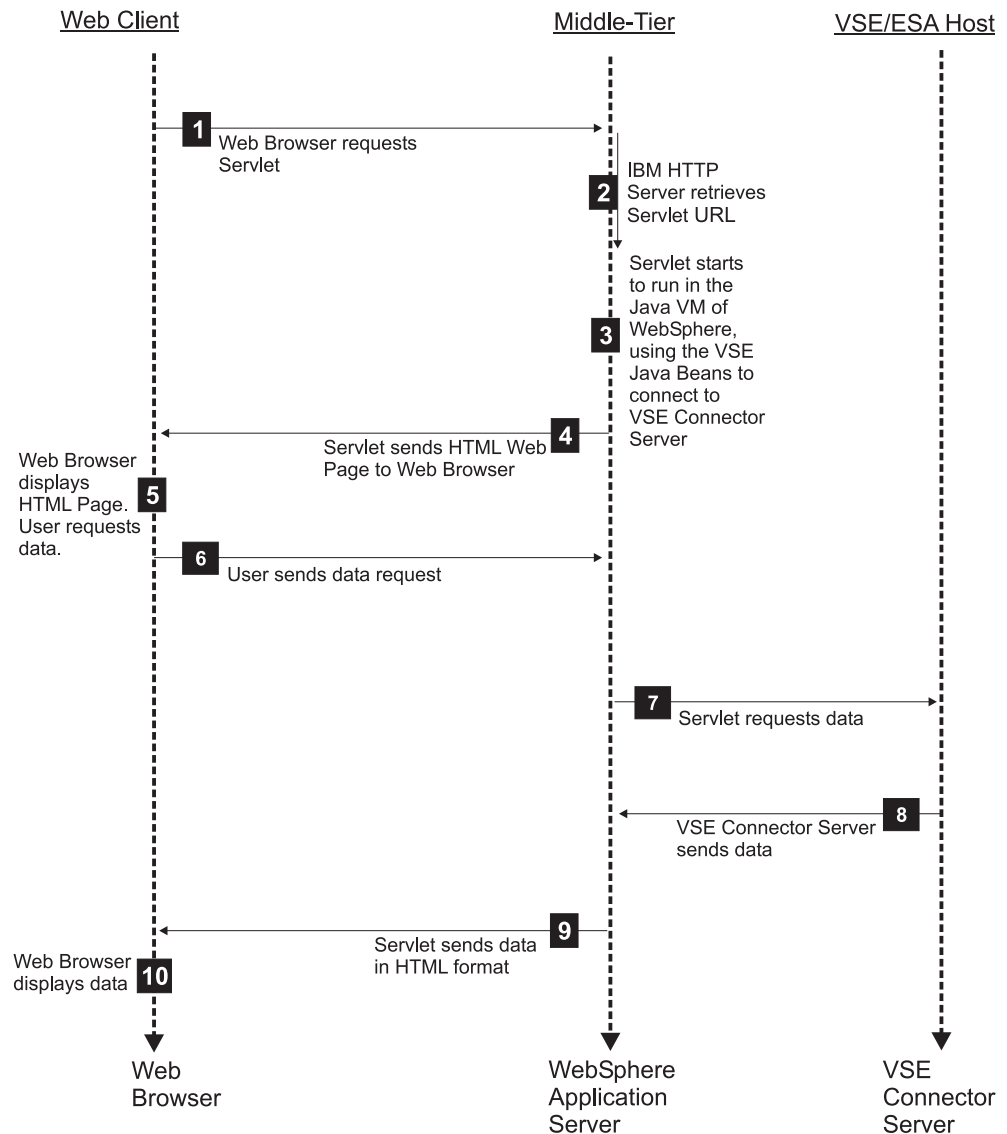 Web Client
Middle-Tier
VSE/ESA Host
1
Web Browser requests
Servlet
2
IBM HTTP
Server retrieves
Servlet URL
3
Servlet starts
to run in the
Java VM of
WebSphere,
using the VSE
Java Beans to
connect to
VSE Connector
Server
4
Servlet sends HTML Web
Page to Web Browser
Web Browser
displays
HTML Page.
User requests
data.
5
6
User sends data request
7
Servlet requests data
8
VSE Connector Server
sends data
9
Servlet sends data
in HTML format
Web Browser
displays data
10
Web
Browser
WebSphere
Application
Server
VSE
Connector
Server